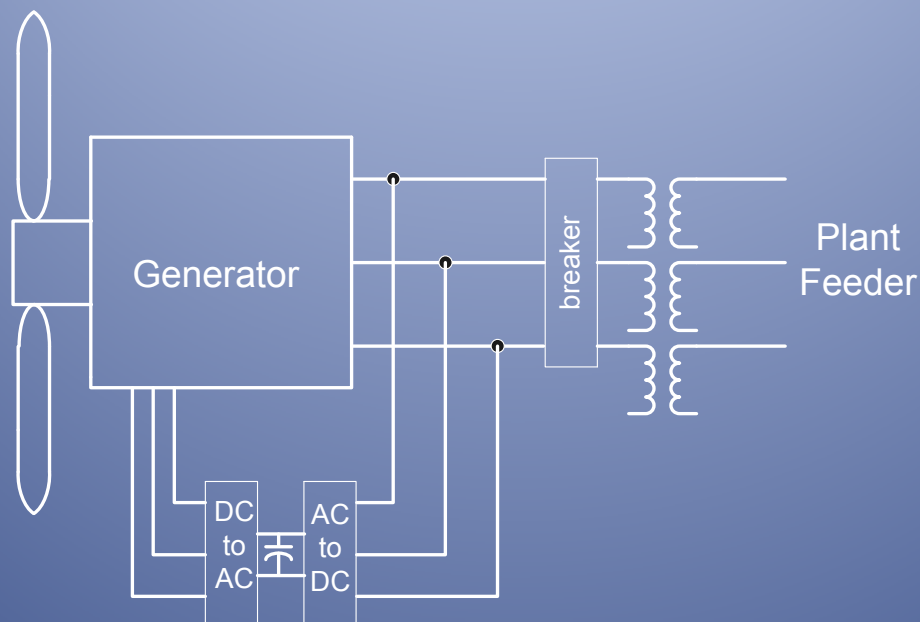 Generator
breaker
Plant
Feeder
DC
to
AC
AC
to
DC